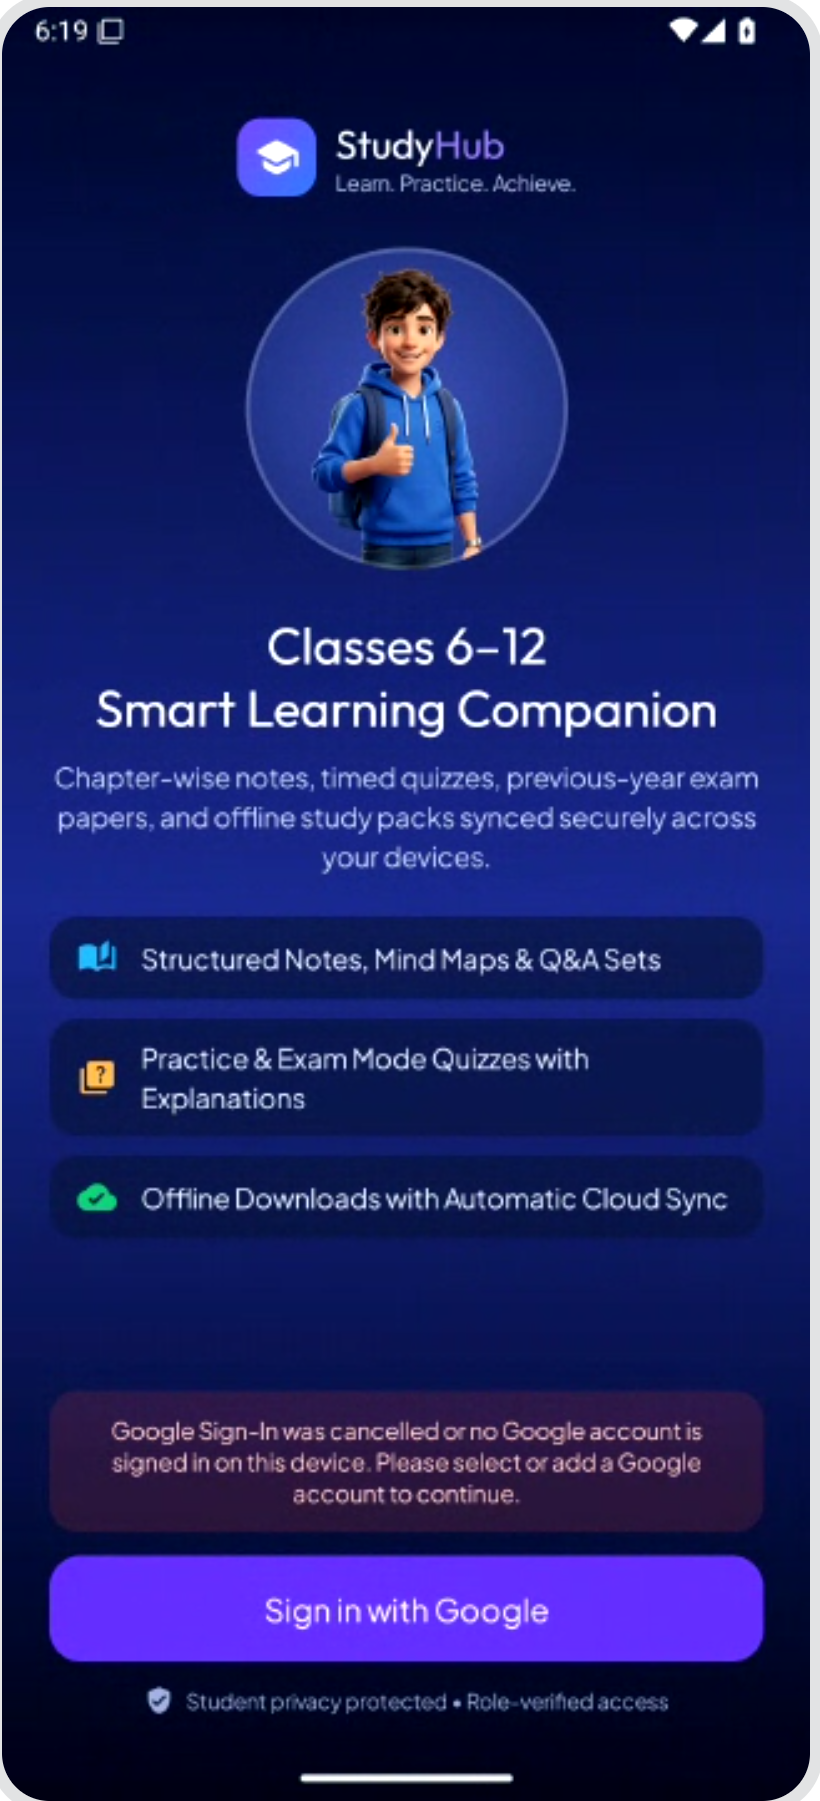 6:19
StudyHub
Learn. Practice. Achieve.
Classes 6–12
Smart Learning Companion
Chapter-wise notes, timed quizzes, previous-year exam
papers, and offline study packs synced securely across
your devices.
Structured Notes, Mind Maps & Q&A Sets
Practice & Exam Mode Quizzes with
Explanations
Offline Downloads with Automatic Cloud Sync
Google Sign-In was cancelled or no Google account is
signed in on this device. Please select or add a Google
account to continue.
Sign in with Google
Student privacy protected • Role-verified access